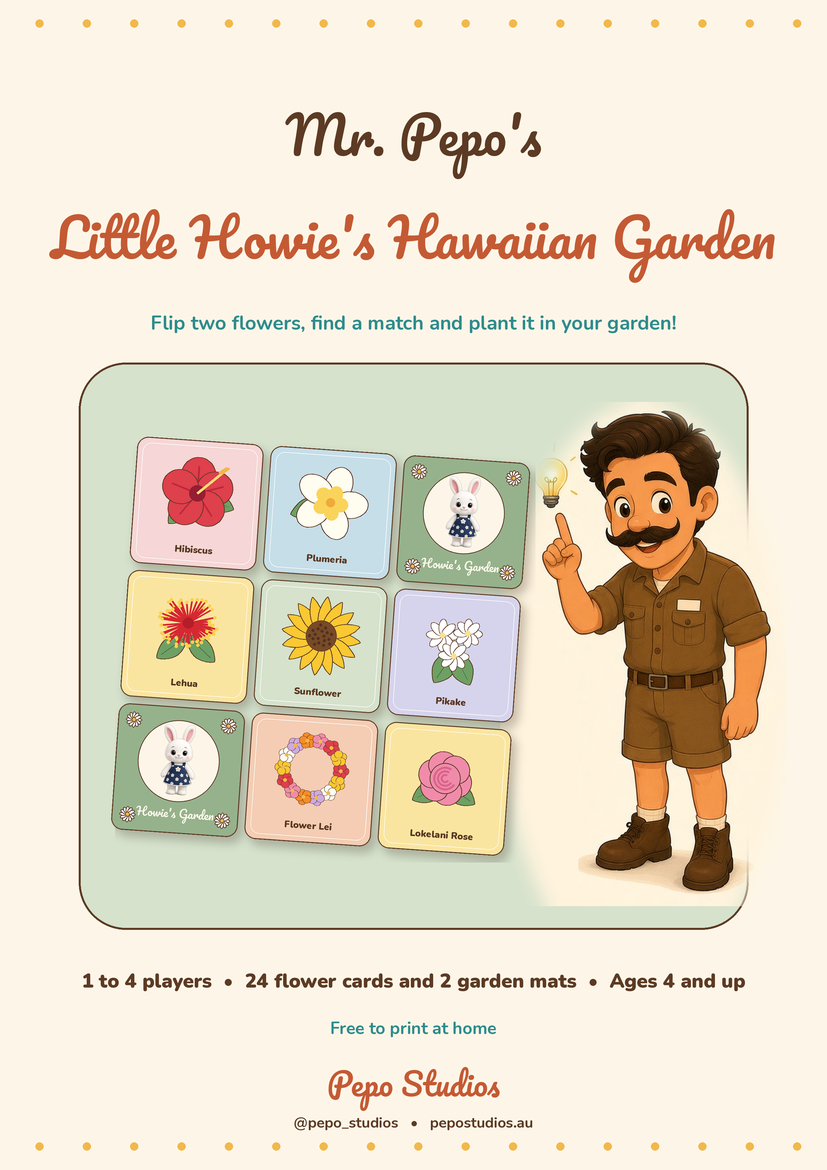 Mr. Pepo's
Little Howie's Hawaiian Garden
Flip two flowers, find a match and plant it in your garden!
Hibiscus
Plumeria
Howie's Garden
Lehua
Sunflower
Pikake
Howie's Garden
Flower Lei
Lokelani Rose
1 to 4 players • 24 flower cards and 2 garden mats • Ages 4 and up
Free to print at home
Pepo Studios
@pepo_studios • pepostudios.au